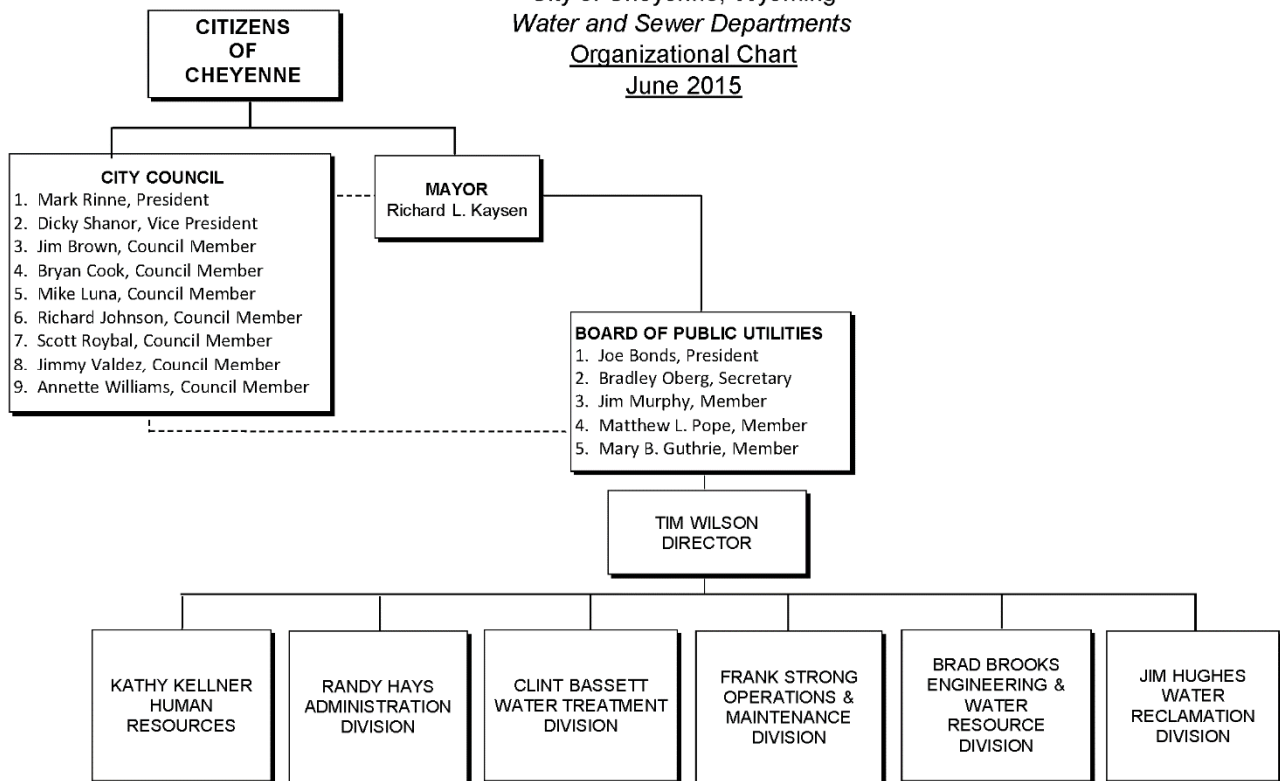 City of Cheyenne, Wyoming
Water and Sewer Departments
Organizational Chart
June 2015
CITIZENS
OF
CHEYENNE
CITY COUNCIL
1. Mark Rinne, President
2. Dicky Shanor, Vice President
3. Jim Brown, Council Member
4. Bryan Cook, Council Member
5. Mike Luna, Council Member
6. Richard Johnson, Council Member
7. Scott Roybal, Council Member
8. Jimmy Valdez, Council Member
9. Annette Williams, Council Member
MAYOR
Richard L. Kaysen
BOARD OF PUBLIC UTILITIES
1. Joe Bonds, President
2. Bradley Oberg, Secretary
3. Jim Murphy, Member
4. Matthew L. Pope, Member
5. Mary B. Guthrie, Member
TIM WILSON
DIRECTOR
KATHY KELLNER
HUMAN
RESOURCES
RANDY HAYS
ADMINISTRATION
DIVISION
CLINT BASSETT
WATER TREATMENT
DIVISION
FRANK STRONG
OPERATIONS &
MAINTENANCE
DIVISION
BRAD BROOKS
ENGINEERING &
WATER
RESOURCE
DIVISION
JIM HUGHES
WATER
RECLAMATION
DIVISION